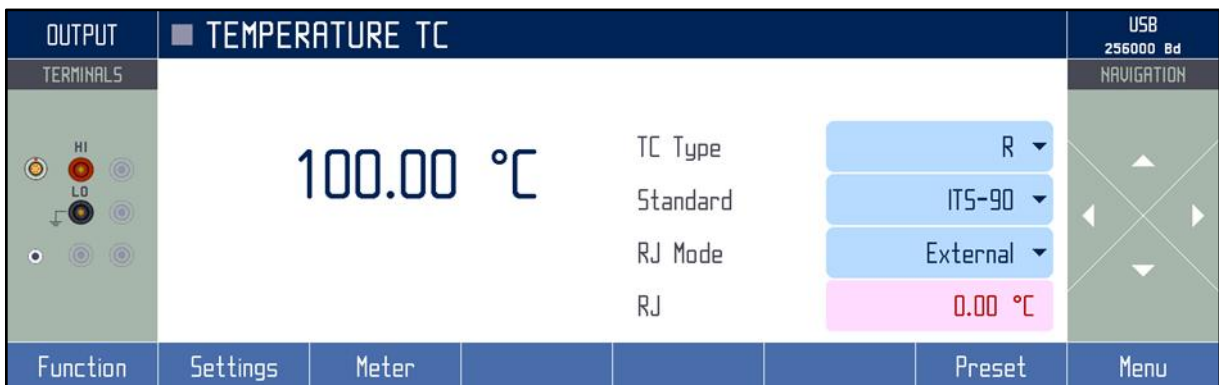 OUTPUT
TEMPERATURE TC
USB
256000 Bd
TERMINALS
NAVIGATION
HI
LO
100.00 °C
TC Type
R
Standard
ITS-90
RJ Mode
External
RJ
0.00 °C
Function
Settings
Meter
Preset
Menu